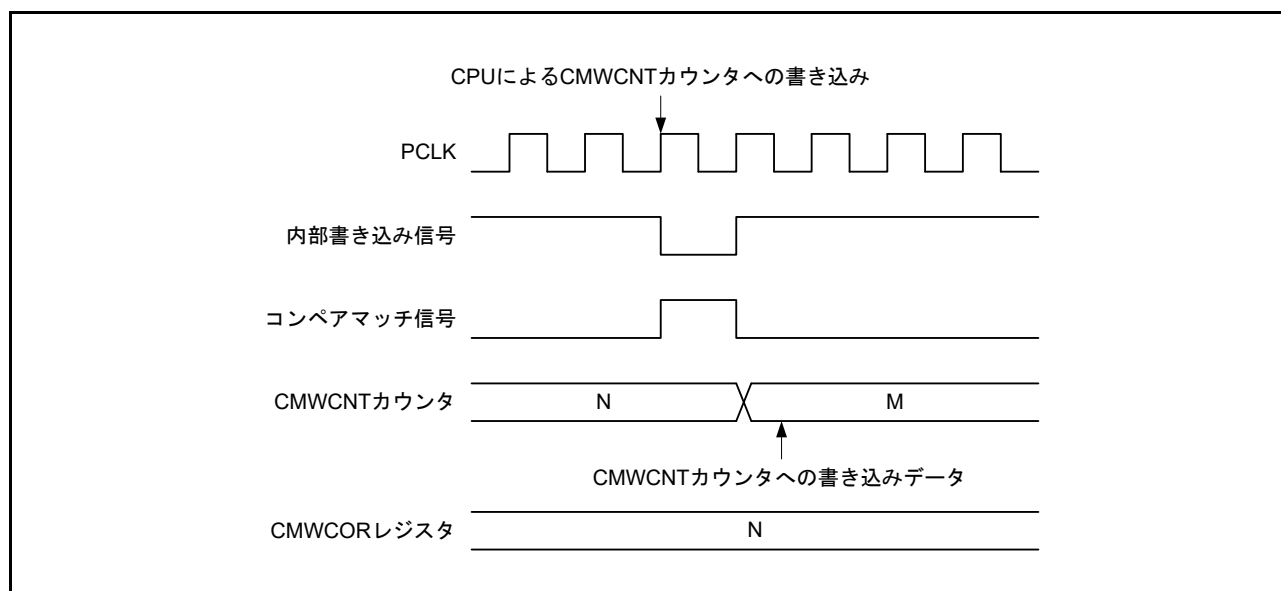 CPUによるCMWCNTカウンタへの書き込み
PCLK
内部書き込み信号
コンペアマッチ信号
CMWCNTカウンタ
N
M
CMWCNTカウンタへの書き込みデータ
CMWCORレジスタ
N